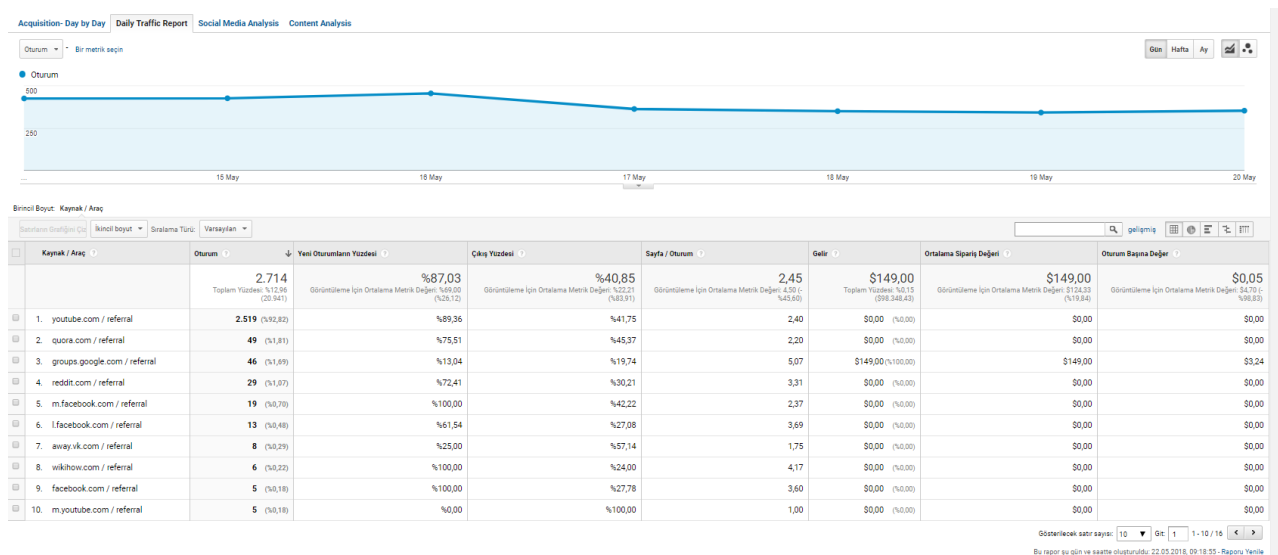 Acquisition- Day by Day Daily Traffic Report Social Media Analysis Content Analysis
Oturum Bir metrik seçin Gün Hafta Ay
Oturum
500
250
... 15 May 16 May 17 May 18 May 19 May 20 May
Birincil Boyut: Kaynak / Araç
Satırların Grafiğini Çiz İkincil boyut Sıralama Türü: Varsayılan gelişmiş
Kaynak / Araç ? Oturum ? Yeni Oturumların Yüzdesi ? Çıkış Yüzdesi ? Sayfa / Oturum ? Gelir ? Ortalama Sipariş Değeri ? Oturum Başına Değer ?
2.714 %87,03 %40,85 2,45 $149,00 $149,00 $0,05
Toplam Yüzdesi: %12,96 Görüntüleme İçin Ortalama Metrik Değeri: %69,00 Görüntüleme İçin Ortalama Metrik Değeri: %22,21 Görüntüleme İçin Ortalama Metrik Değeri: 4,50 (- Toplam Yüzdesi: %0,15 Görüntüleme İçin Ortalama Metrik Değeri: $124,33 Görüntüleme İçin Ortalama Metrik Değeri: $4,70 (-
(20.941) (%26,12) (%83,91) %45,60) ($98.348,43) (%19,84) %98,83)
1. youtube.com / referral 2.519 (%92,82) %89,36 %41,75 2,40 $0,00 (%0,00) $0,00 $0,00
2. quora.com / referral 49 (%1,81) %75,51 %45,37 2,20 $0,00 (%0,00) $0,00 $0,00
3. groups.google.com / referral 46 (%1,69) %13,04 %19,74 5,07 $149,00 (%100,00) $149,00 $3,24
4. reddit.com / referral 29 (%1,07) %72,41 %30,21 3,31 $0,00 (%0,00) $0,00 $0,00
5. m.facebook.com / referral 19 (%0,70) %100,00 %42,22 2,37 $0,00 (%0,00) $0,00 $0,00
6. l.facebook.com / referral 13 (%0,48) %61,54 %27,08 3,69 $0,00 (%0,00) $0,00 $0,00
7. away.vk.com / referral 8 (%0,29) %25,00 %57,14 1,75 $0,00 (%0,00) $0,00 $0,00
8. wikihow.com / referral 6 (%0,22) %100,00 %24,00 4,17 $0,00 (%0,00) $0,00 $0,00
9. facebook.com / referral 5 (%0,18) %100,00 %27,78 3,60 $0,00 (%0,00) $0,00 $0,00
10. m.youtube.com / referral 5 (%0,18) %0,00 %100,00 1,00 $0,00 (%0,00) $0,00 $0,00
Gösterilecek satır sayısı: 10 Git: 1 1 - 10 / 16
Bu rapor şu gün ve saatte oluşturuldu: 22.05.2018, 09:18:55 - Raporu Yenile